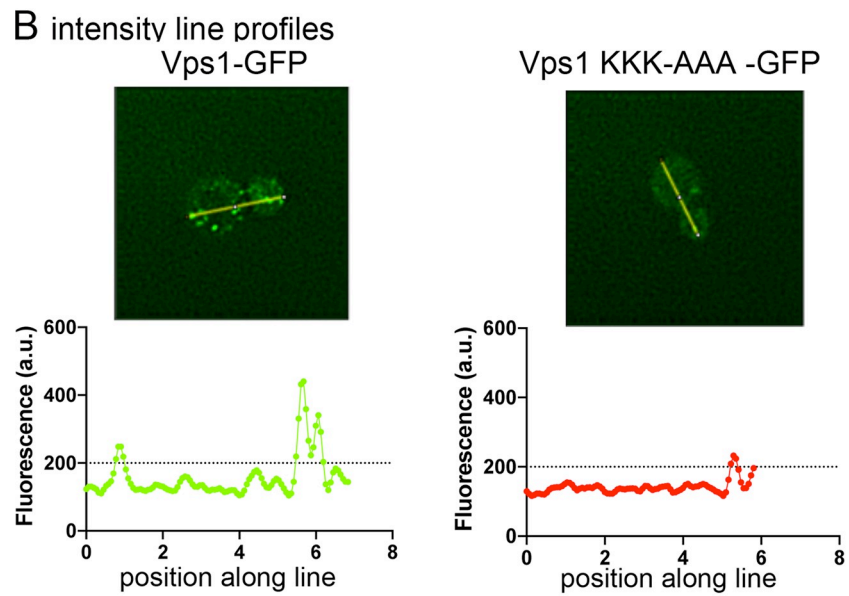 B intensity line profiles
Vps1-GFP
Vps1 KKK-AAA -GFP
Fluorescence (a.u.)
600
400
200
0
0 2 4 6 8
position along line
Fluorescence (a.u.)
600
400
200
0
0 2 4 6 8
position along line